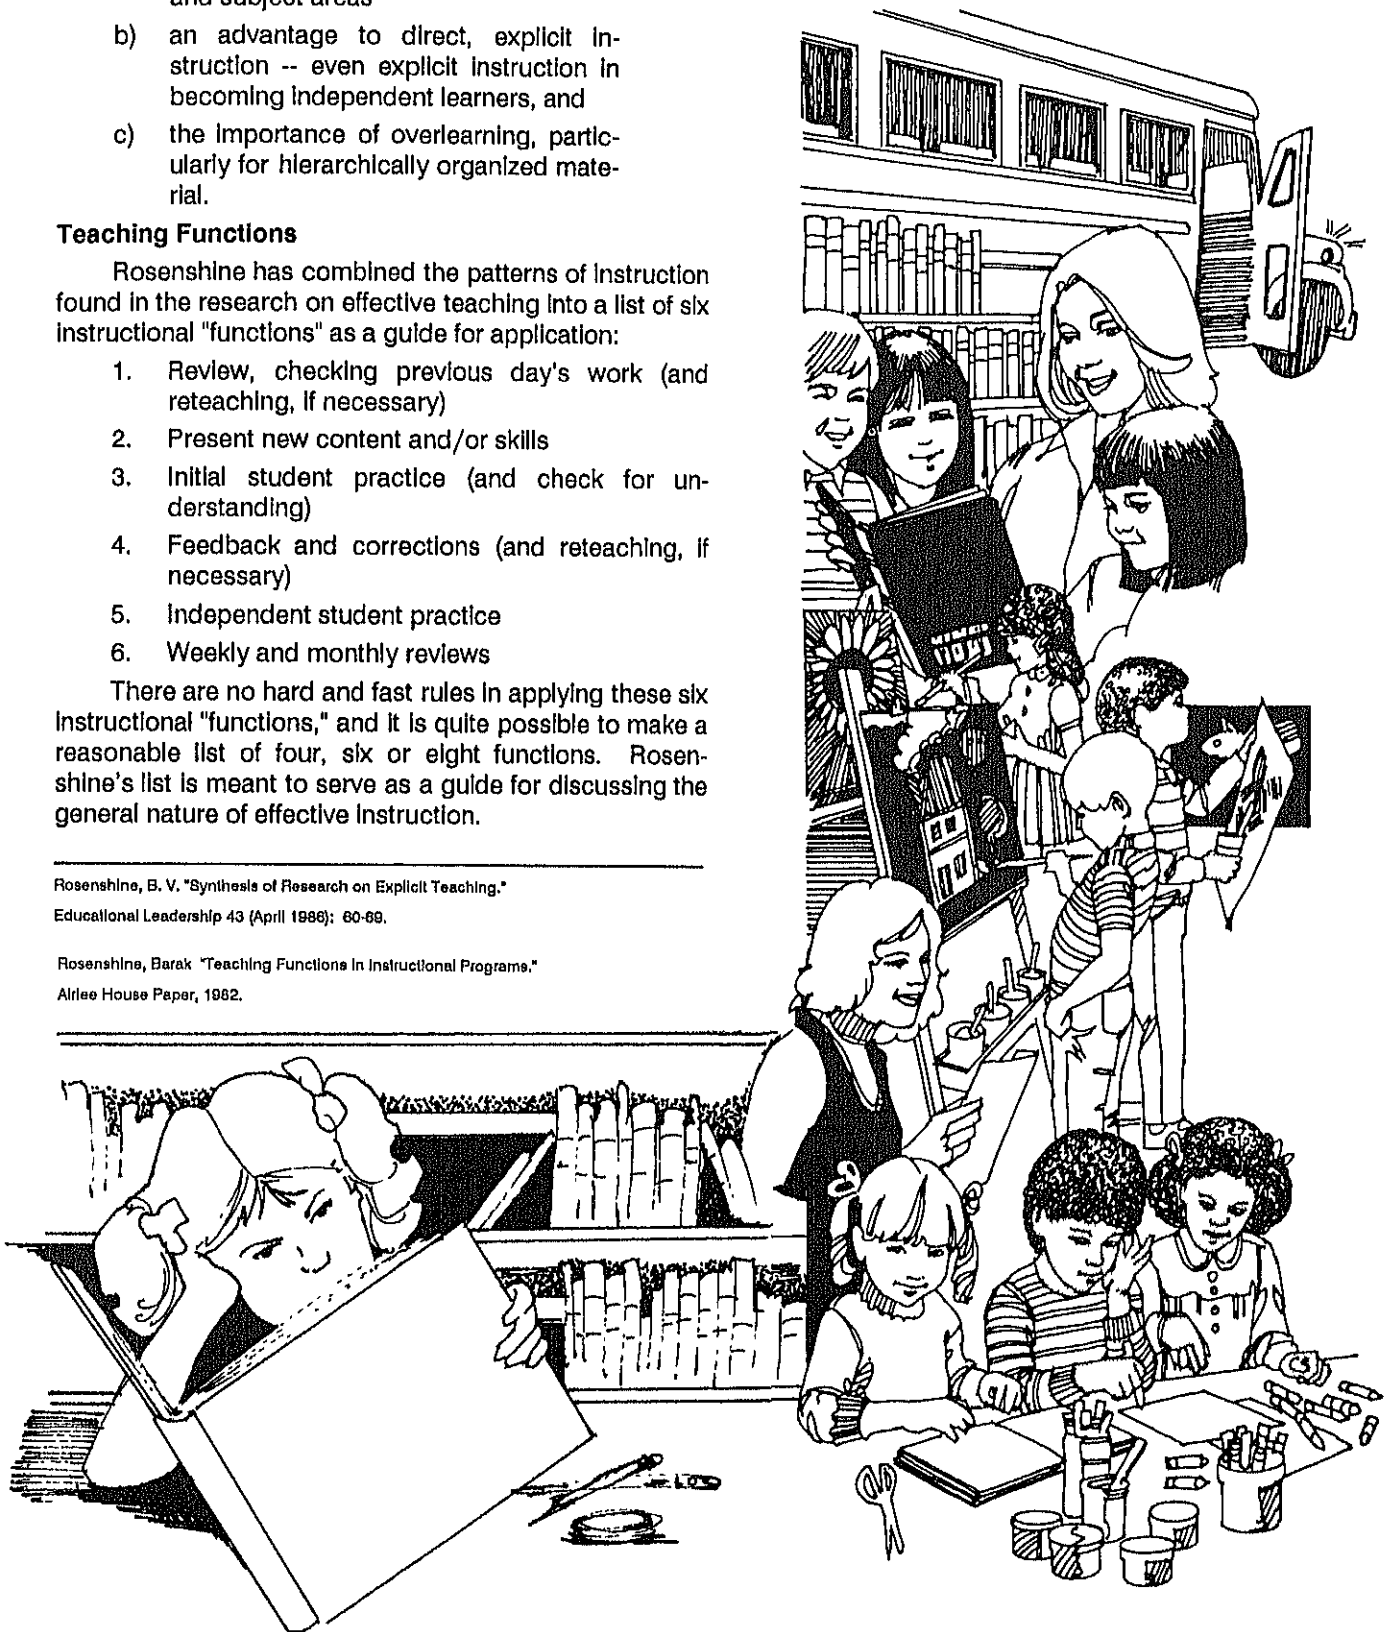 and subject areas
b) an advantage to direct, explicit in-
struction -- even explicit instruction in
becoming independent learners, and
c) the importance of overlearning, partic-
ularly for hierarchically organized mate-
rial.
Teaching Functions
Rosenshine has combined the patterns of instruction
found in the research on effective teaching into a list of six
instructional "functions" as a guide for application:
1. Review, checking previous day's work (and
reteaching, if necessary)
2. Present new content and/or skills
3. Initial student practice (and check for un-
derstanding)
4. Feedback and corrections (and reteaching, if
necessary)
5. Independent student practice
6. Weekly and monthly reviews
There are no hard and fast rules in applying these six
instructional "functions," and it is quite possible to make a
reasonable list of four, six or eight functions. Rosen-
shine's list is meant to serve as a guide for discussing the
general nature of effective instruction.
Rosenshine, B. V. "Synthesis of Research on Explicit Teaching."
Educational Leadership 43 (April 1986): 60-69.
Rosenshine, Barak "Teaching Functions in Instructional Programs."
Airlee House Paper, 1982.